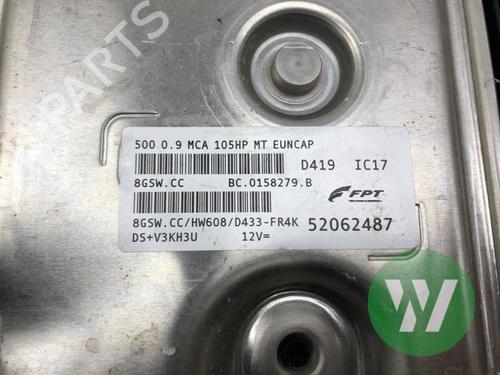 500 0.9 MCA 105HP MT EUNCAP
D419 IC17
8GSW.CC BC.0158279.B
FPT
8GSW.CC/HW608/D433-FR4K 52062487
DS+V3KH3U 12V=
W